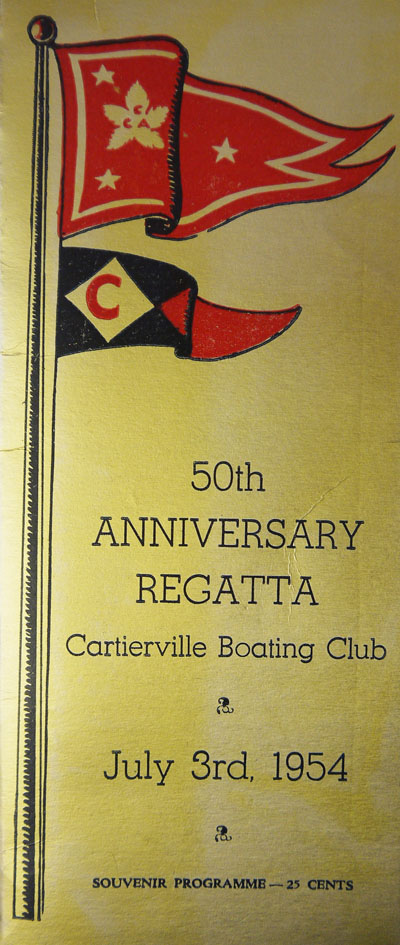 C
C A
C
50th
ANNIVERSARY
REGATTA
Cartierville Boating Club
July 3rd, 1954
SOUVENIR PROGRAMME — 25 CENTS